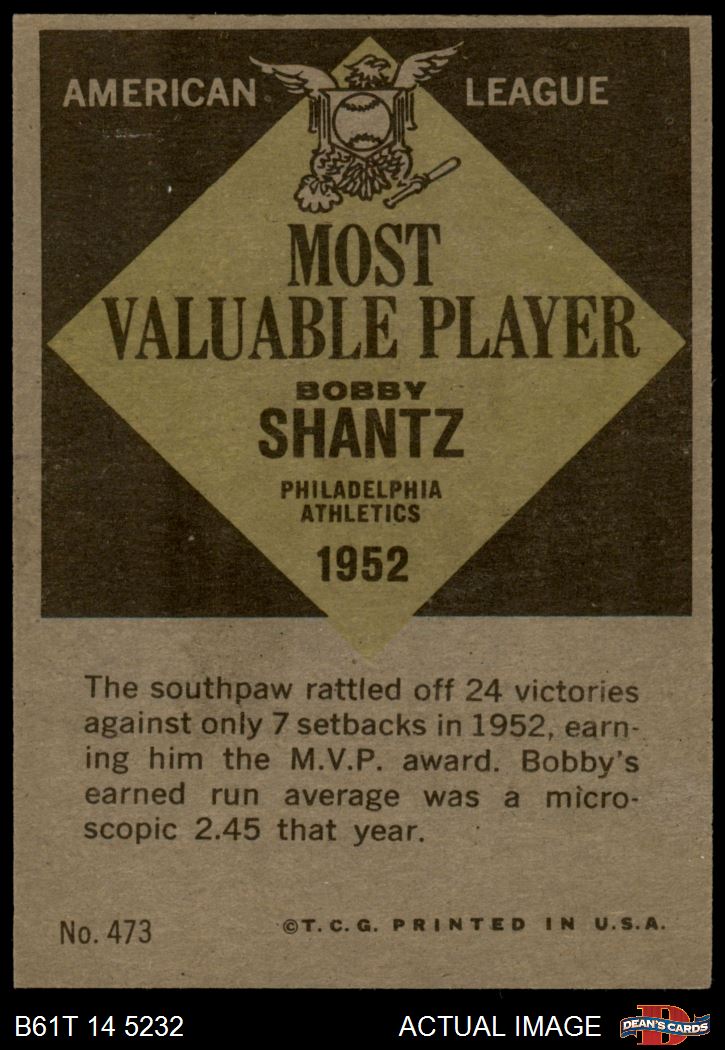 AMERICAN LEAGUE
MOST
VALUABLE PLAYER
BOBBY
SHANTZ
PHILADELPHIA
ATHLETICS
1952
The southpaw rattled off 24 victories
against only 7 setbacks in 1952, earn-
ing him the M.V.P. award. Bobby's
earned run average was a micro-
scopic 2.45 that year.
No. 473 ©T.C.G. PRINTED IN U.S.A.
B61T 14 5232 ACTUAL IMAGE D DEAN'S CARDS